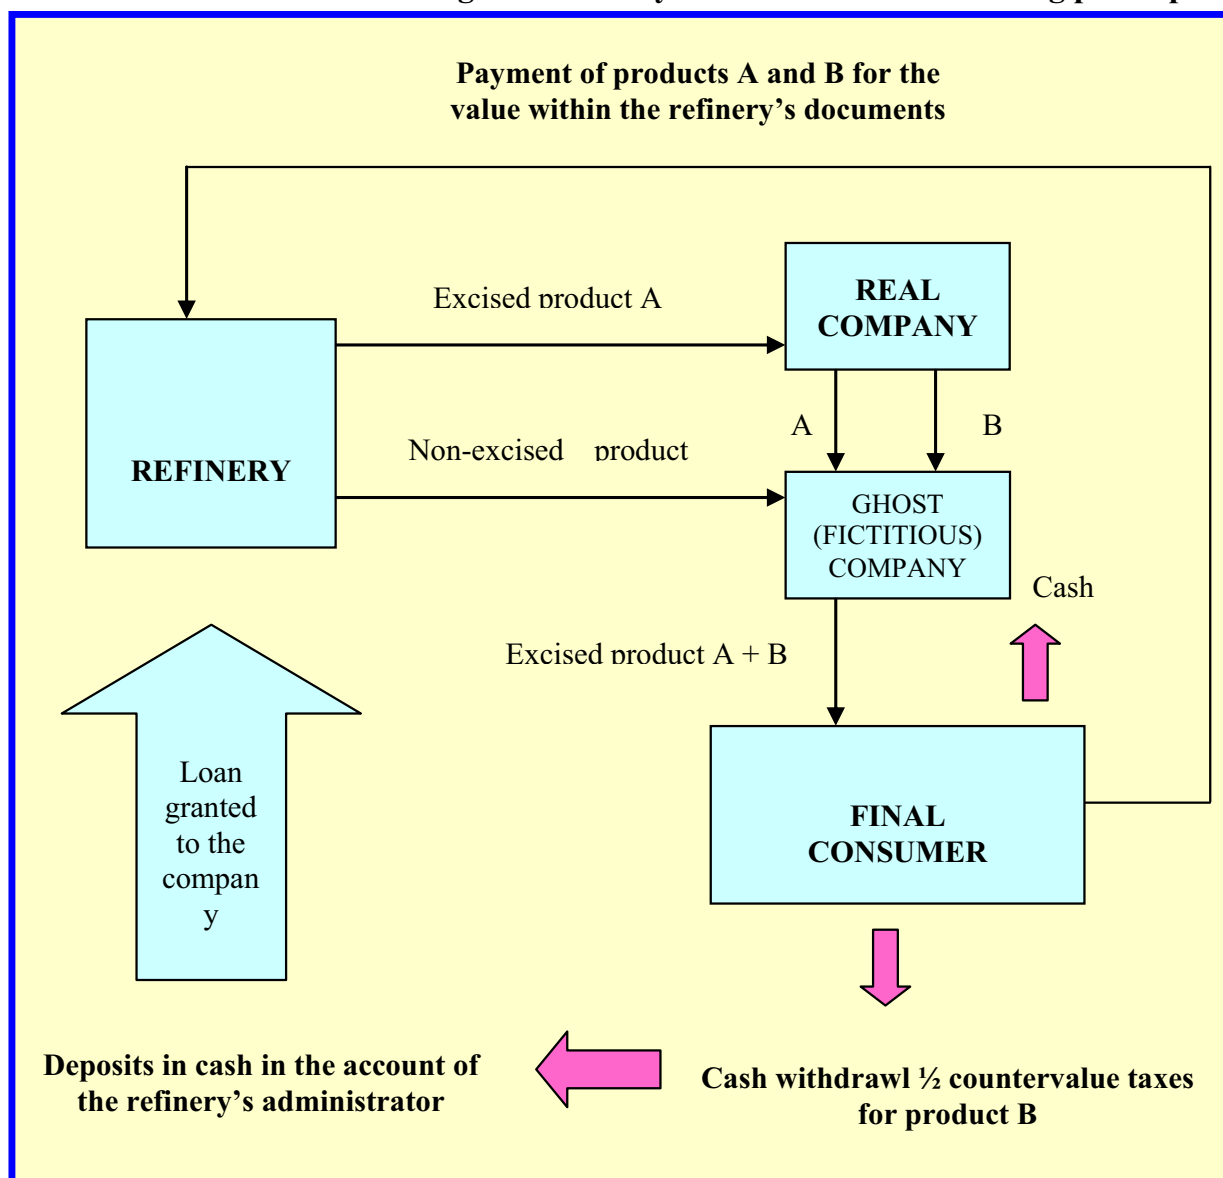 Payment of products A and B for the
value within the refinery’s documents
REAL
COMPANY
Excised product A
A
B
Non-excised product
REFINERY
GHOST
(FICTITIOUS)
COMPANY
Cash
Excised product A + B
Loan
granted
to the
compan
y
FINAL
CONSUMER
Deposits in cash in the account of
the refinery’s administrator
Cash withdrawl ½ countervalue taxes
for product B